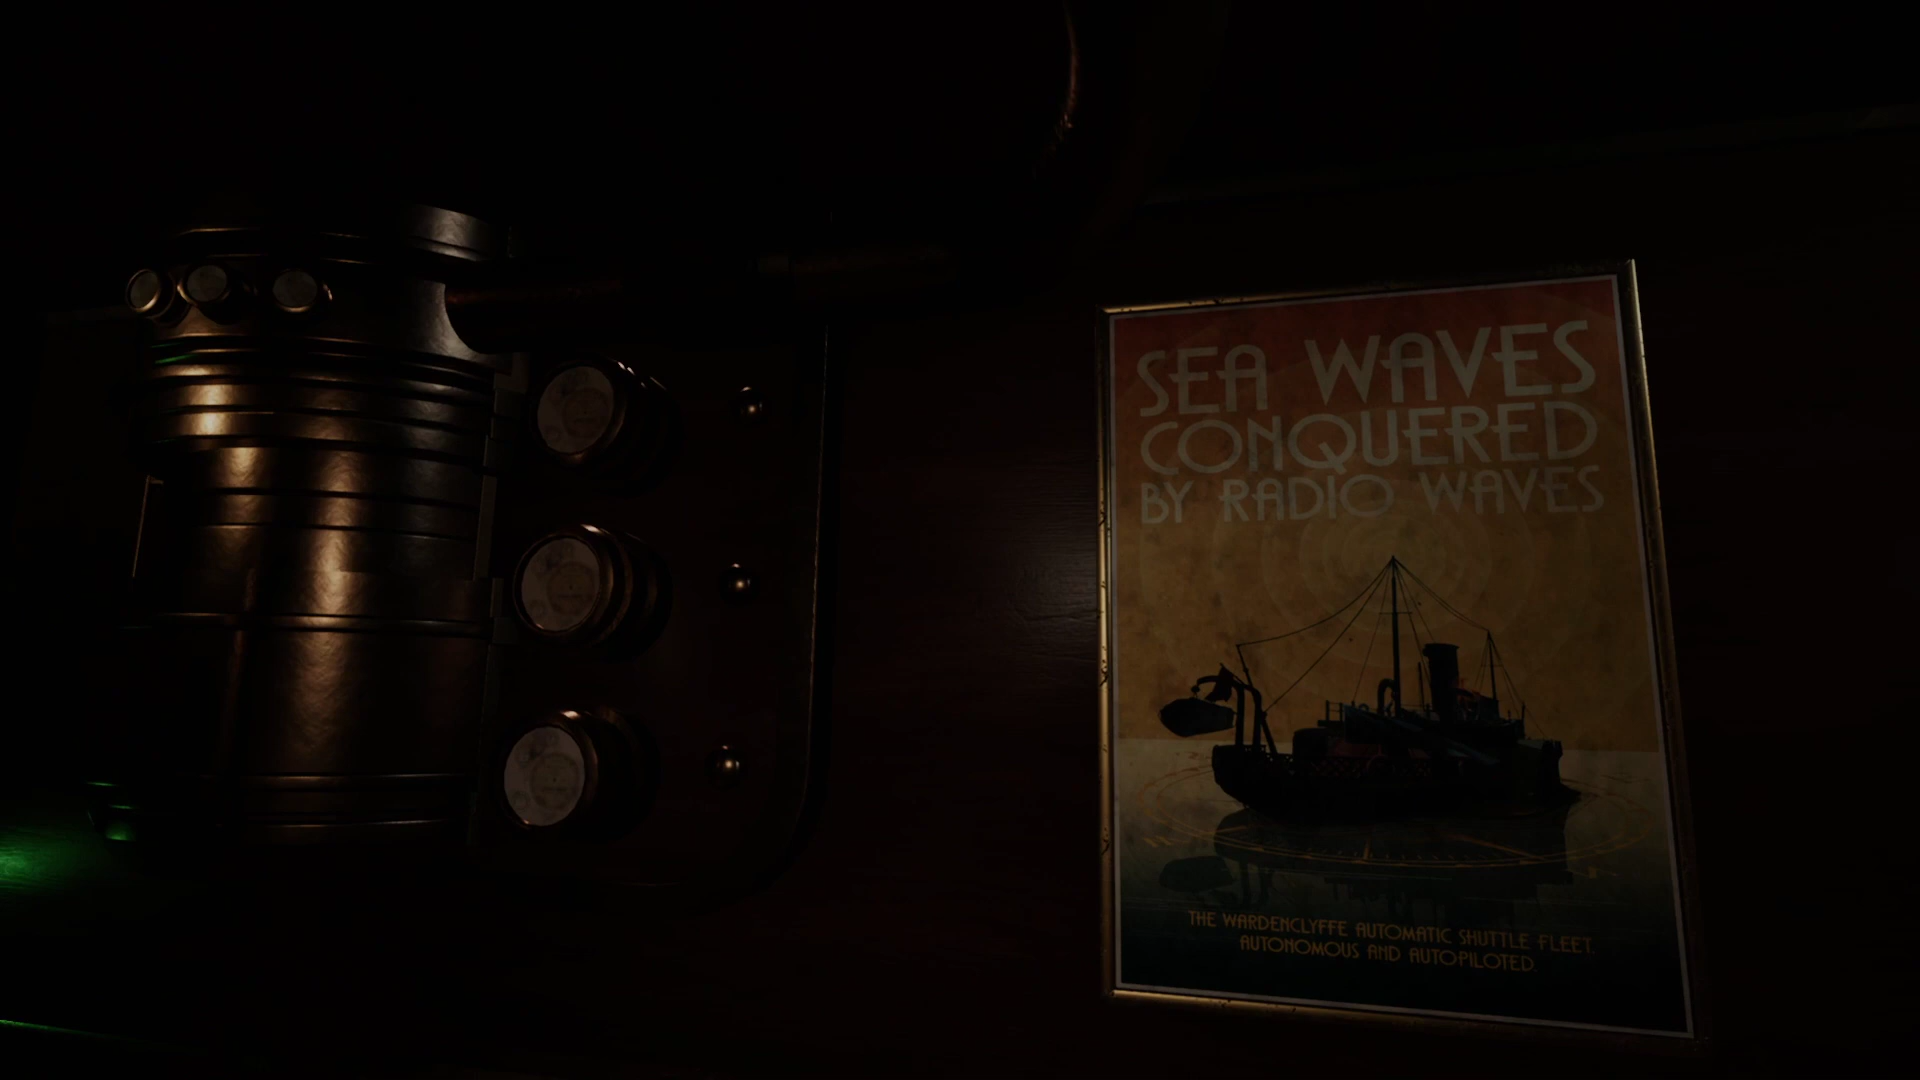 SEA WAVES
CONQUERED
BY RADIO WAVES
THE WARDENCLYFFE AUTOMATIC SHUTTLE FLEET
AUTONOMOUS AND AUTOPILOTED